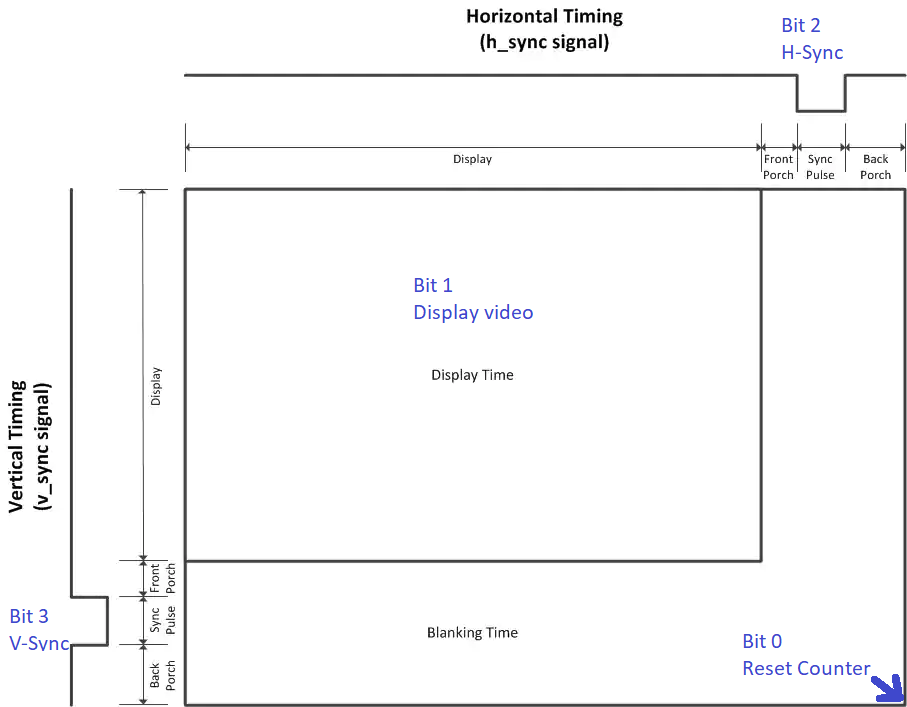 Horizontal Timing
(h_sync signal)
Bit 2
H-Sync
Display
Front
Porch
Sync
Pulse
Back
Porch
Bit 1
Display video
Display Time
Vertical Timing
(v_sync signal)
Display
Front
Porch
Sync
Pulse
Back
Porch
Bit 3
V-Sync
Blanking Time
Bit 0
Reset Counter